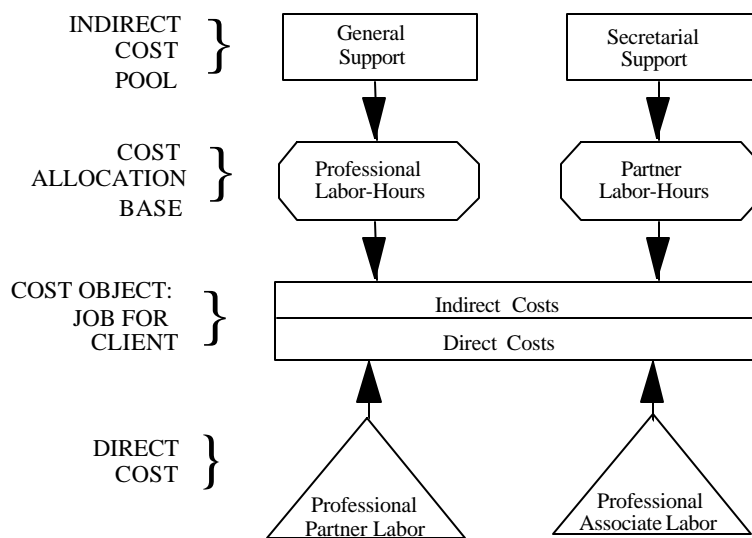 INDIRECT
COST
POOL
General
Support
Secretarial
Support
COST
ALLOCATION
BASE
Professional
Labor-Hours
Partner
Labor-Hours
COST OBJECT:
JOB FOR
CLIENT
Indirect Costs
Direct Costs
DIRECT
COST
Professional
Partner Labor
Professional
Associate Labor